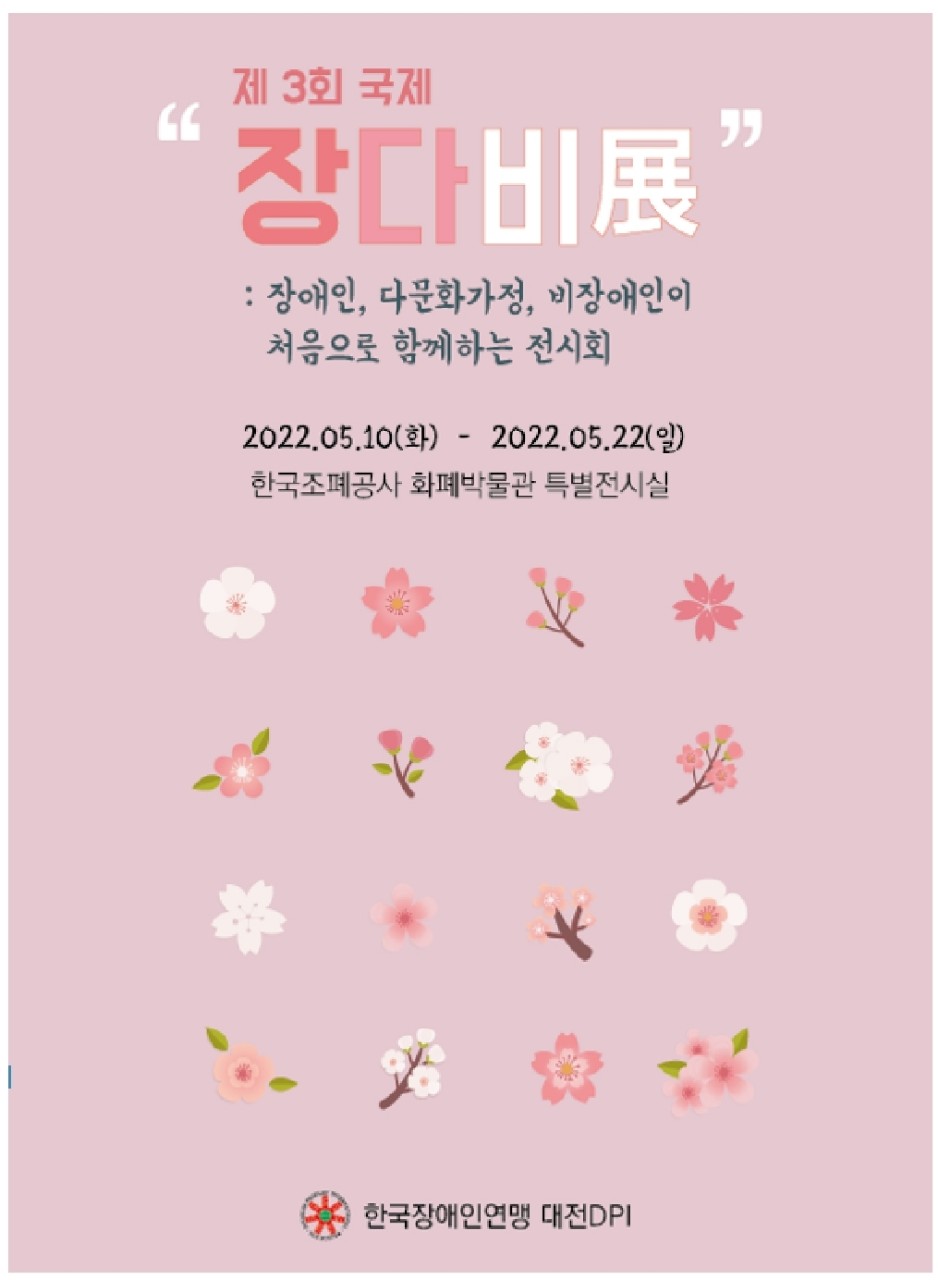 제 3회 국제
“장다비展”
: 장애인, 다문화가정, 비장애인이
처음으로 함께하는 전시회
2022.05.10(화) - 2022.05.22(일)
한국조폐공사 화폐박물관 특별전시실
한국장애인연맹 대전DPI